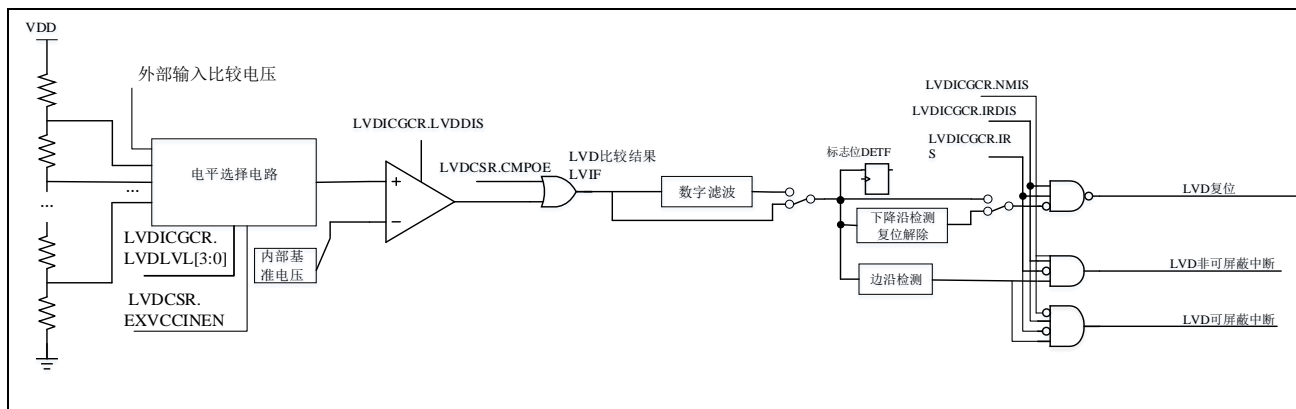 VDD
外部输入比较电压
电平选择电路
...
...
...
LVDICGCR.
LVDLVL[3:0]
LVDCSR.
EXVCCINEN
内部基
准电压
LVDICGCR.LVDDIS
+
−
LVDCSR.CMPOE
LVD比较结果
LVIF
数字滤波
标志位DETF
下降沿检测
复位解除
边沿检测
LVDICGCR.NMIS
LVDICGCR.IRDIS
LVDICGCR.IR
S
LVD复位
LVD非可屏蔽中断
LVD可屏蔽中断